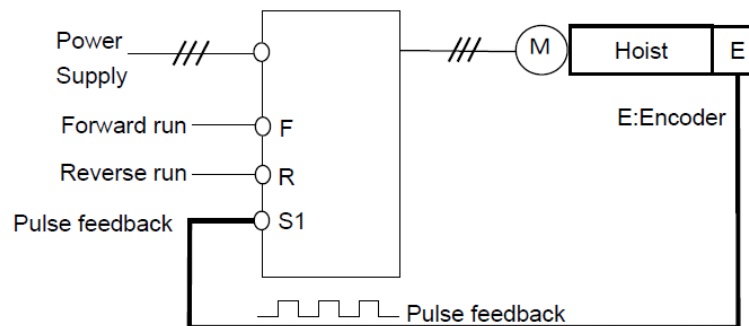 Power
Supply
M
Hoist
E
Forward run
F
E:Encoder
Reverse run
R
Pulse feedback
S1
Pulse feedback